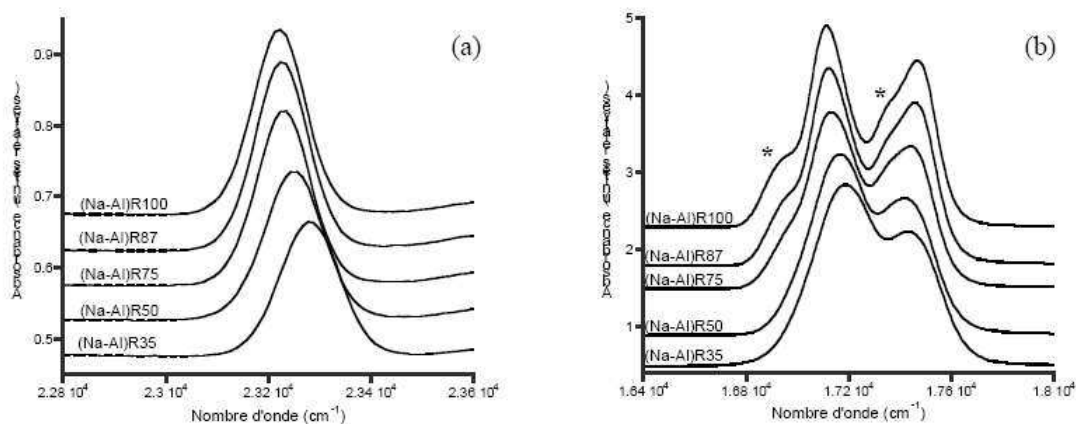 (a)
0.9
0.8
0.7
0.6
0.5
(Na-Al)R100
(Na-Al)R87
(Na-Al)R75
(Na-Al)R50
(Na-Al)R35
2.28 10⁴
2.3 10⁴
2.32 10⁴
2.34 10⁴
2.36 10⁴
Nombre d'onde (cm⁻¹)
(b)
5
4
3
2
1
*
*
(Na-Al)R100
(Na-Al)R87
(Na-Al)R75
(Na-Al)R50
(Na-Al)R35
1.64 10⁴
1.68 10⁴
1.72 10⁴
1.76 10⁴
1.8 10⁴
Nombre d'onde (cm⁻¹)